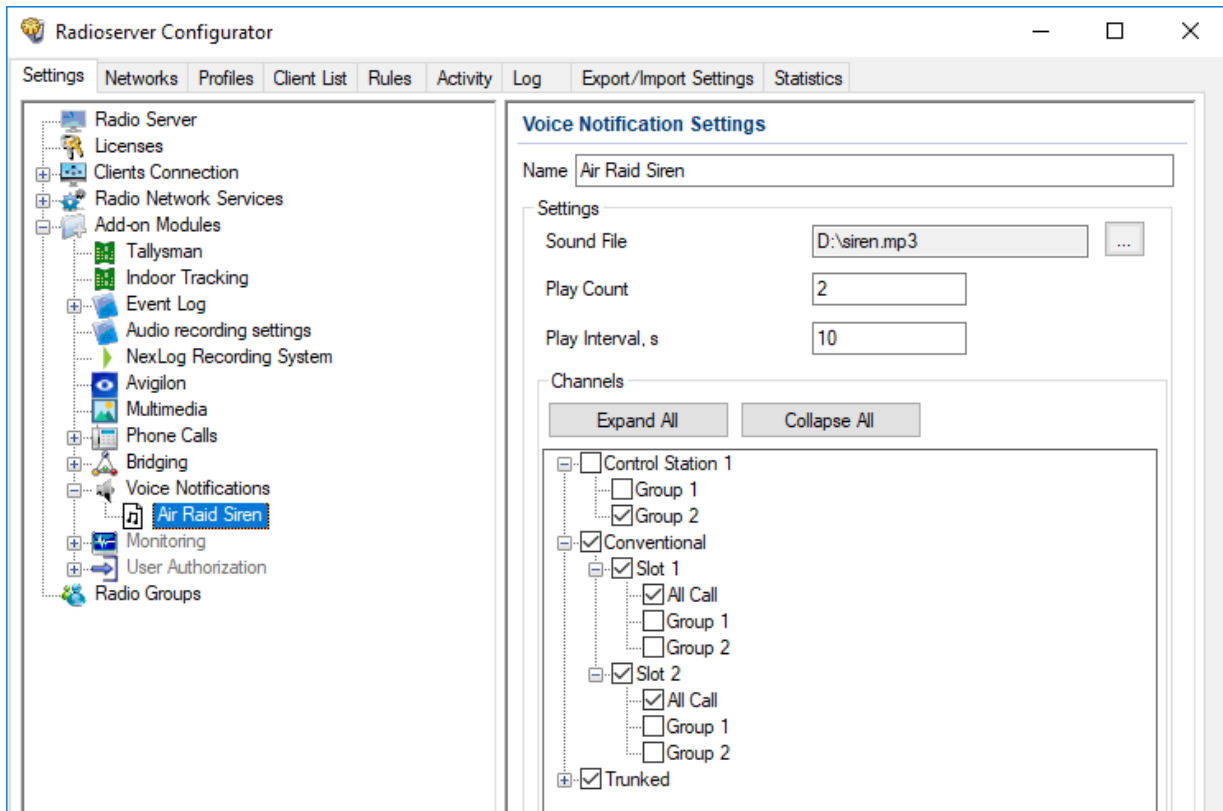 Radioserver Configurator
Settings Networks Profiles Client List Rules Activity Log Export/Import Settings Statistics
Radio Server
Licenses
Clients Connection
Radio Network Services
Add-on Modules
Tallysman
Indoor Tracking
Event Log
Audio recording settings
NexLog Recording System
Avigilon
Multimedia
Phone Calls
Bridging
Voice Notifications
Air Raid Siren
Monitoring
User Authorization
Radio Groups
Voice Notification Settings
Name Air Raid Siren
Settings
Sound File D:\siren.mp3 ...
Play Count 2
Play Interval, s 10
Channels
Expand All Collapse All
Control Station 1
Group 1
Group 2
Conventional
Slot 1
All Call
Group 1
Group 2
Slot 2
All Call
Group 1
Group 2
Trunked